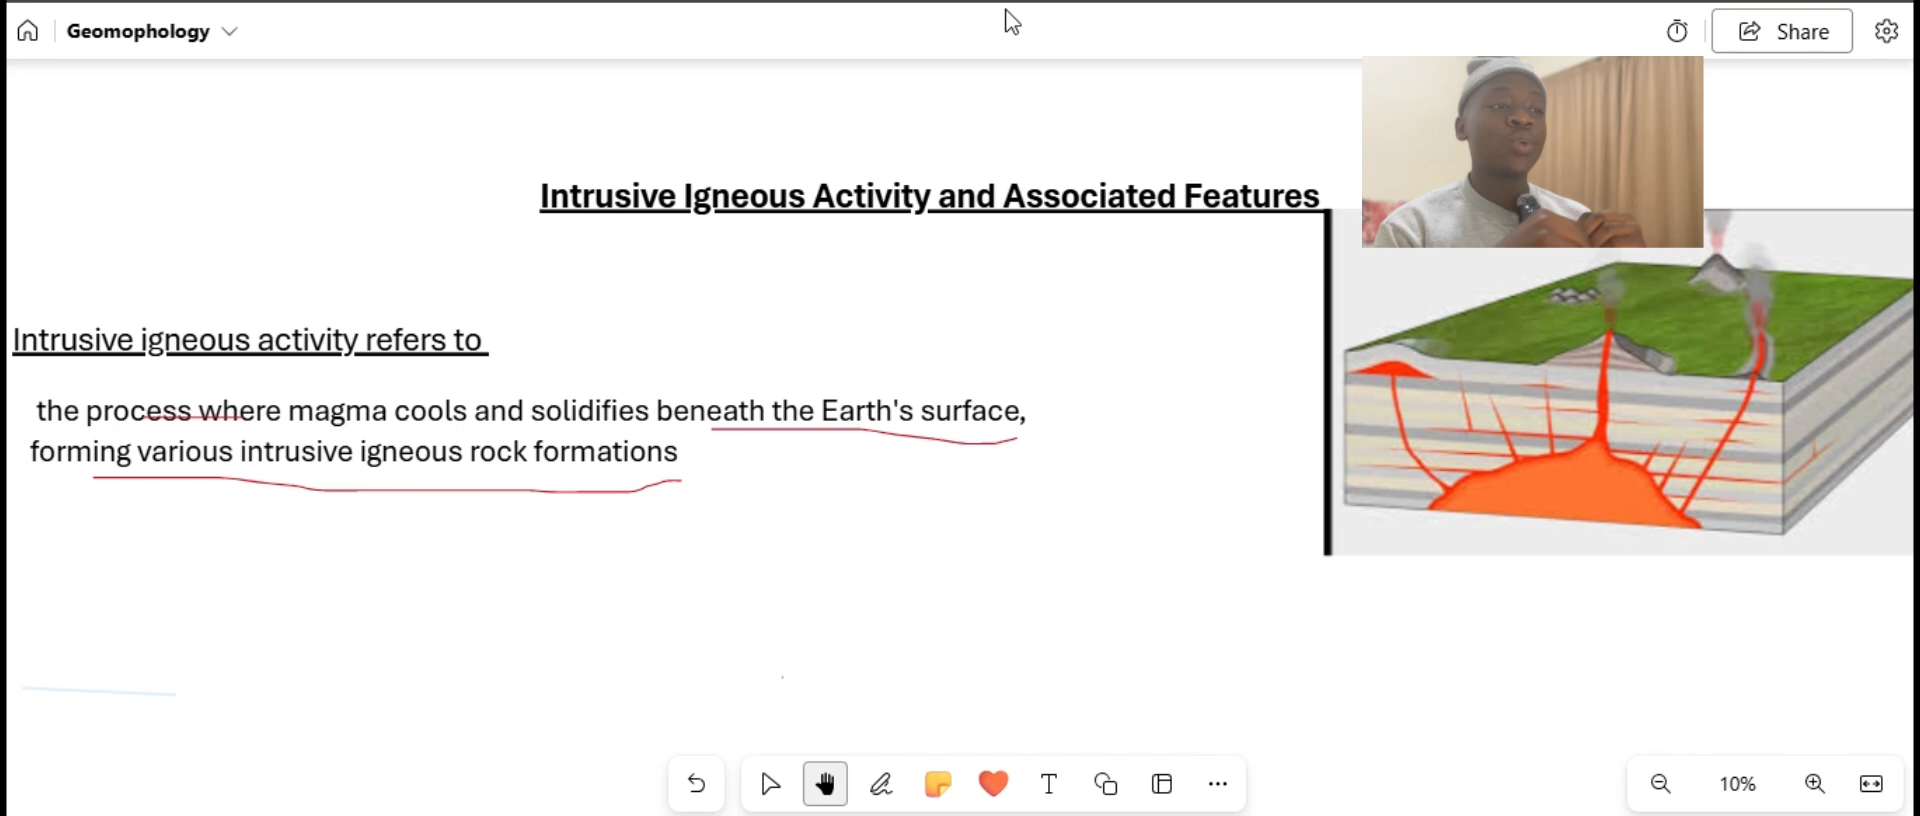 Geomophology
Share
Intrusive Igneous Activity and Associated Features
Intrusive igneous activity refers to
the process where magma cools and solidifies beneath the Earth's surface,
forming various intrusive igneous rock formations
10%